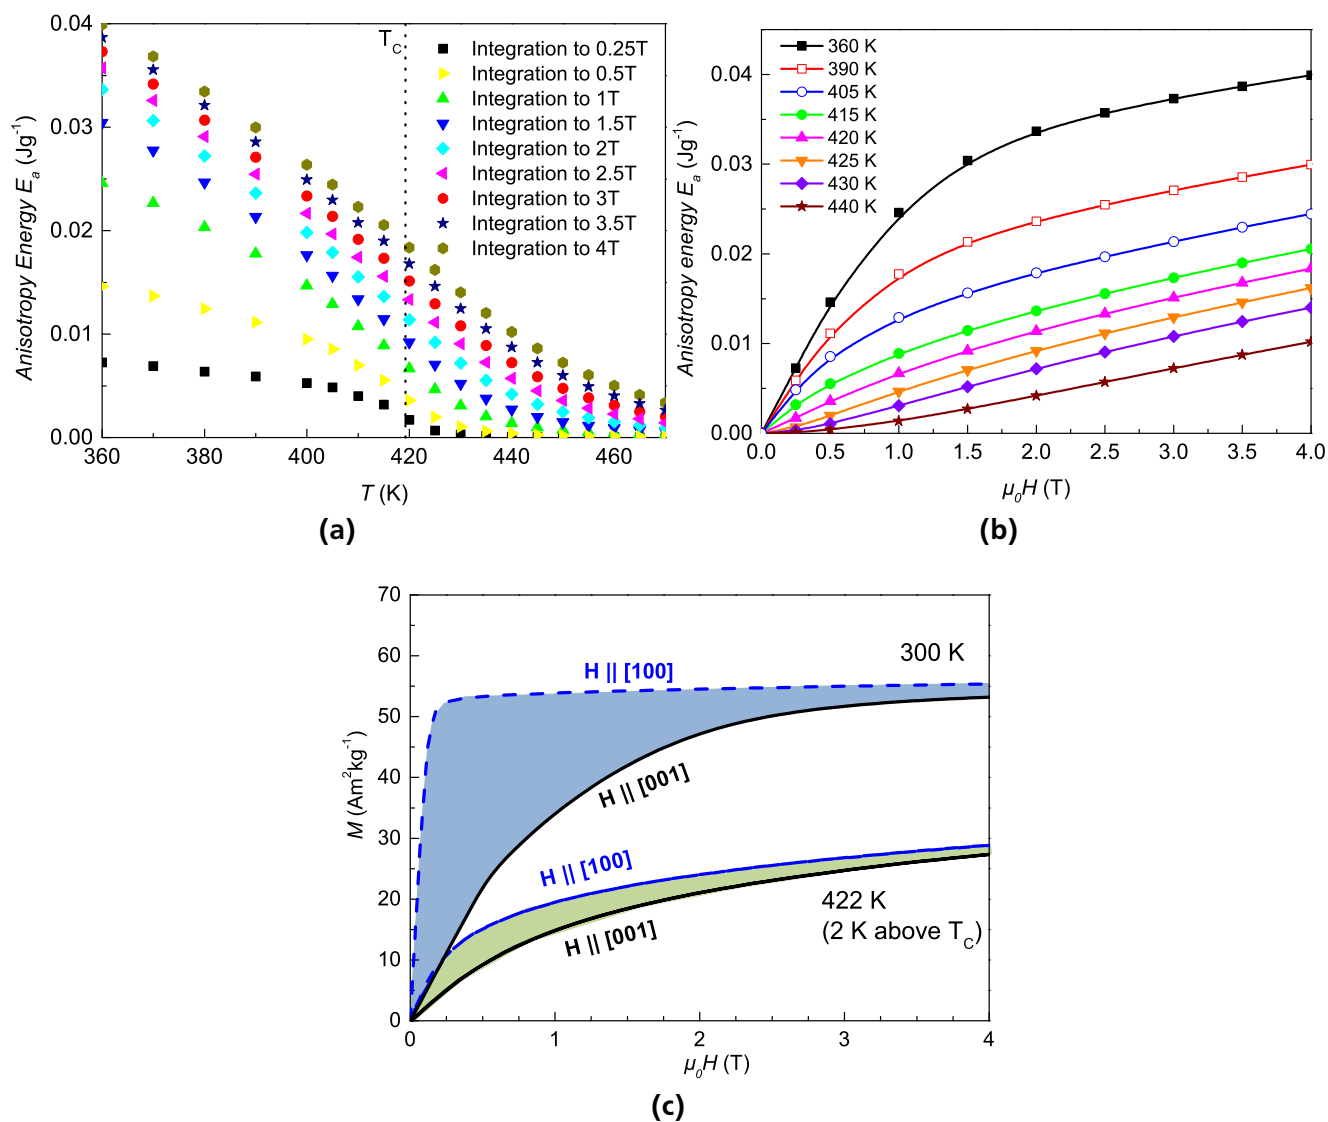 0.04
0.03
0.02
0.01
0.00
Anisotropy Energy E_a (Jg⁻¹)
T_C
Integration to 0.25T
Integration to 0.5T
Integration to 1T
Integration to 1.5T
Integration to 2T
Integration to 2.5T
Integration to 3T
Integration to 3.5T
Integration to 4T
360 380 400 420 440 460
T (K)
(a)
0.04
0.03
0.02
0.01
0.00
Anisotropy energy E_a (Jg⁻¹)
360 K
390 K
405 K
415 K
420 K
425 K
430 K
440 K
0.0 0.5 1.0 1.5 2.0 2.5 3.0 3.5 4.0
μ₀H (T)
(b)
70
60
50
40
30
20
10
0
M (Am²kg⁻¹)
300 K
H || [100]
H || [001]
H || [100]
H || [001]
422 K
(2 K above T_C)
0 1 2 3 4
μ₀H (T)
(c)